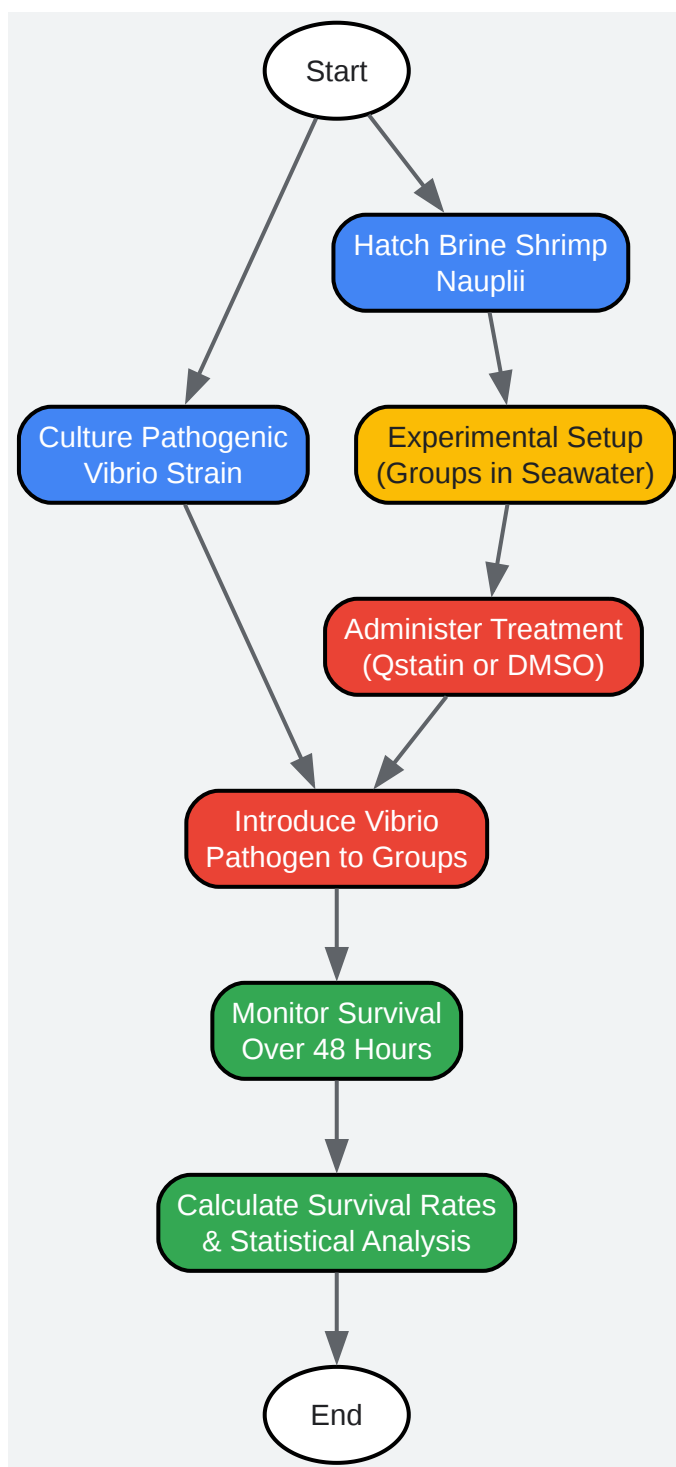 Start
Hatch Brine Shrimp
Nauplii
Culture Pathogenic
Vibrio Strain
Experimental Setup
(Groups in Seawater)
Administer Treatment
(Qstatin or DMSO)
Introduce Vibrio
Pathogen to Groups
Monitor Survival
Over 48 Hours
Calculate Survival Rates
& Statistical Analysis
End